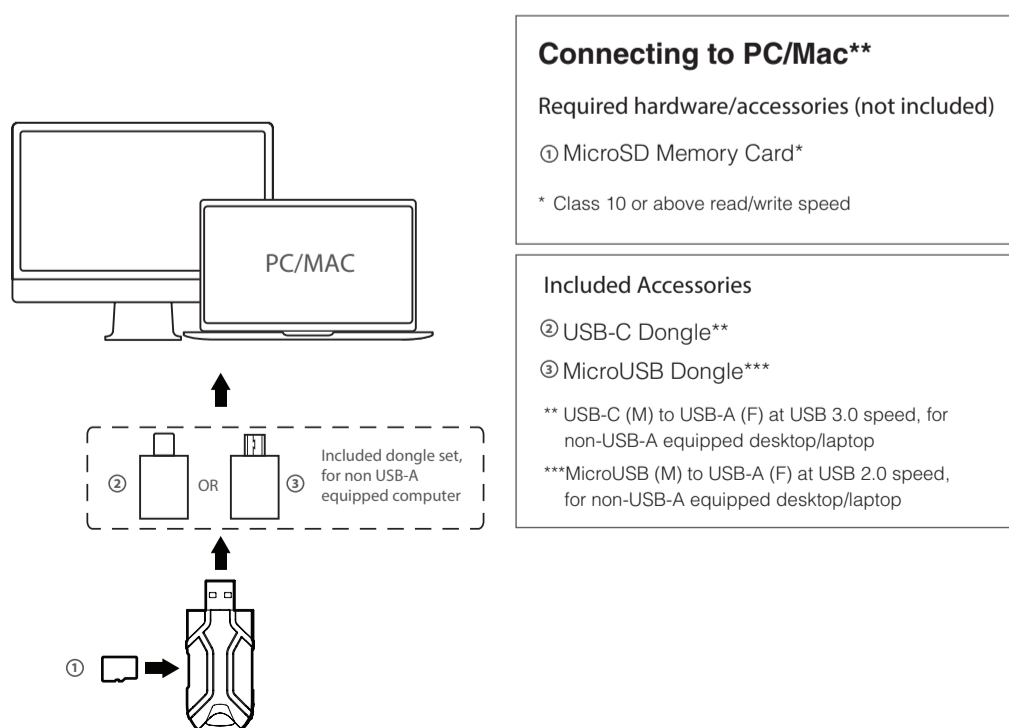 Connecting to PC/Mac**
Required hardware/accessories (not included)
① MicroSD Memory Card*
* Class 10 or above read/write speed
Included Accessories
② USB-C Dongle**
③ MicroUSB Dongle***
** USB-C (M) to USB-A (F) at USB 3.0 speed, for
non-USB-A equipped desktop/laptop
***MicroUSB (M) to USB-A (F) at USB 2.0 speed,
for non-USB-A equipped desktop/laptop
PC/MAC
② OR ③
Included dongle set,
for non USB-A
equipped computer
①